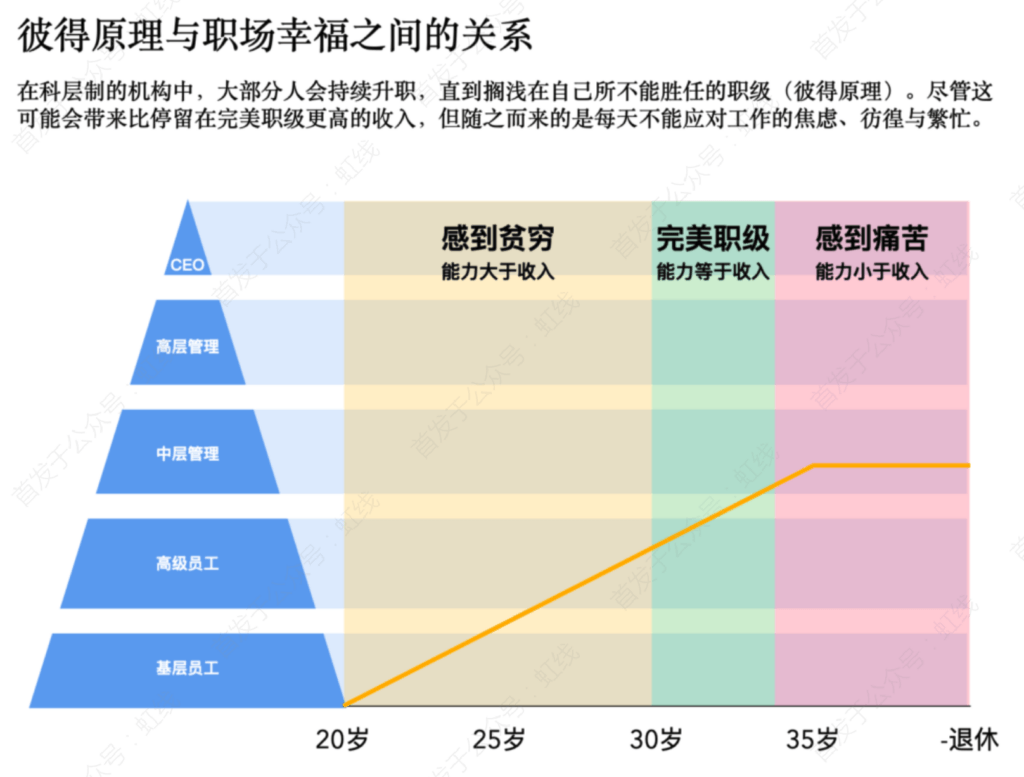 彼得原理与职场幸福之间的关系
在科层制的机构中，大部分人会持续升职，直到搁浅在自己所不能胜任的职级（彼得原理）。尽管这
可能会带来比停留在完美职级更高的收入，但随之而来的是每天不能应对工作的焦虑、彷徨与繁忙。
感到贫穷
能力大于收入
完美职级
能力等于收入
感到痛苦
能力小于收入
CEO
高层管理
中层管理
高级员工
基层员工
20岁
25岁
30岁
35岁
-退休
首发于公众号：虹线